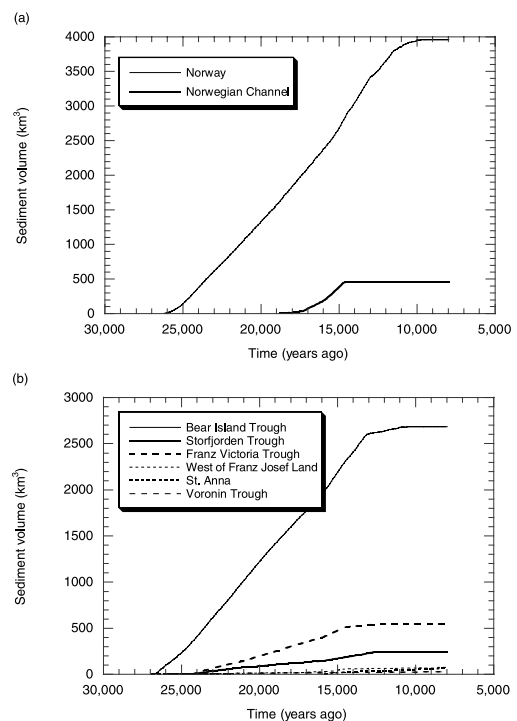 (a)
4000
3500
3000
2500
2000
1500
1000
500
0
Sediment volume (km³)
Norway
Norwegian Channel
30,000 25,000 20,000 15,000 10,000 5,000
Time (years ago)
(b)
3000
2500
2000
1500
1000
500
0
Sediment volume (km³)
Bear Island Trough
Storfjorden Trough
Franz Victoria Trough
West of Franz Josef Land
St. Anna
Voronin Trough
30,000 25,000 20,000 15,000 10,000 5,000
Time (years ago)